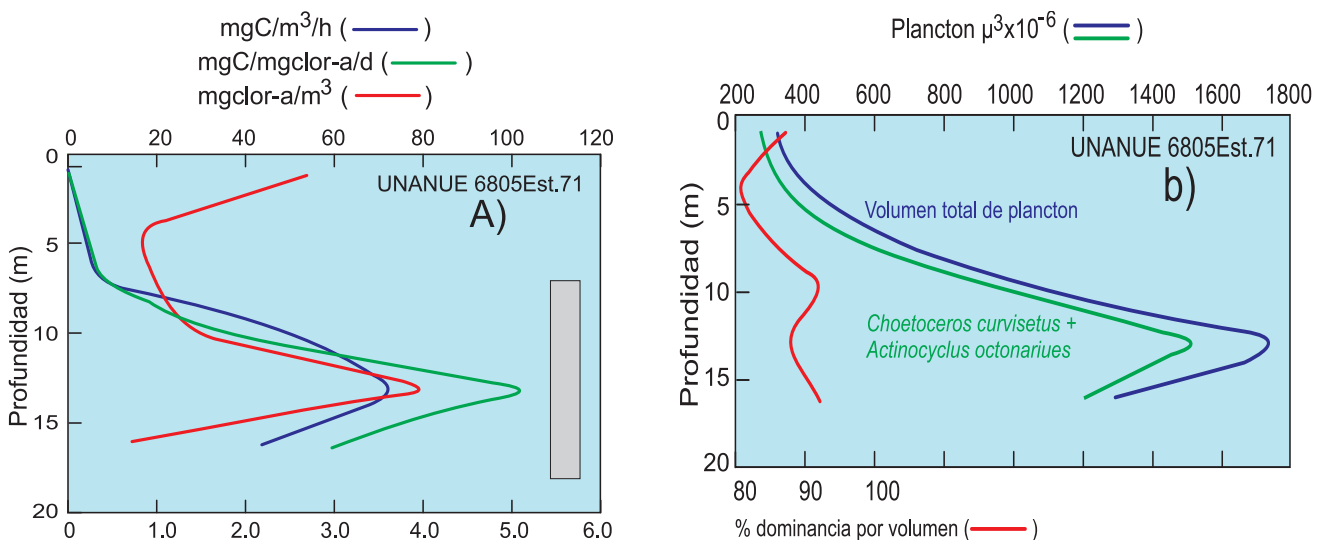 mgC/m³/h ( )
mgC/mgclor-a/d ( )
mgclor-a/m³ ( )
0 20 40 60 80 100 120
UNANUE 6805Est.71
A)
Profundidad (m)
0
5
10
15
20
0 1.0 2.0 3.0 4.0 5.0 6.0
Plancton µ³x10⁻⁶ ( )
200 400 600 800 1000 1200 1400 1600 1800
UNANUE 6805Est.71
b)
Volumen total de plancton
Choetoceros curvisetus +
Actinocyclus octonariues
Profundidad (m)
0
5
10
15
20
80 90 100
% dominancia por volumen ( )